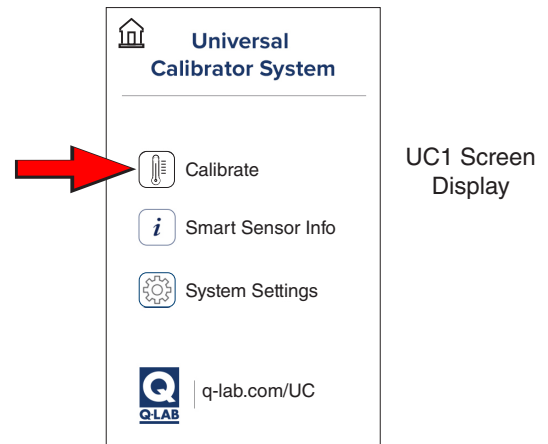 Universal
Calibrator System
Calibrate
i
Smart Sensor Info
System Settings
Q
Q-LAB
q-lab.com/UC
UC1 Screen
Display